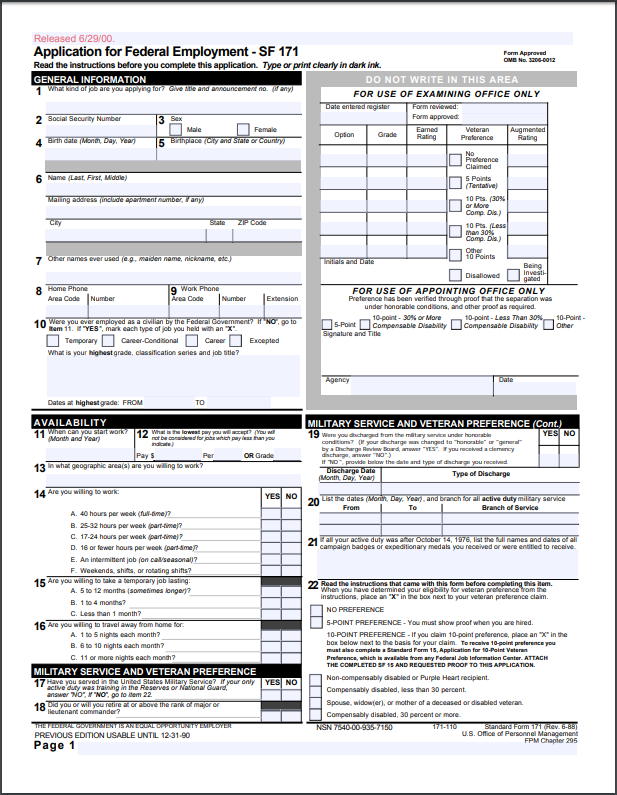 Released 6/29/00.
Application for Federal Employment - SF 171
Read the instructions before you complete this application. Type or print clearly in dark ink.
Form Approved
OMB No. 3206-0012
GENERAL INFORMATION
1 What kind of job are you applying for? Give title and announcement no. (if any)
2 Social Security Number
3 Sex
Male
Female
4 Birth date (Month, Day, Year)
5 Birthplace (City and State or Country)
6 Name (Last, First, Middle)
Mailing address (include apartment number, if any)
City
State
ZIP Code
7 Other names ever used (e.g., maiden name, nickname, etc.)
8 Home Phone
Area Code
Number
9 Work Phone
Area Code
Number
Extension
10 Were you ever employed as a civilian by the Federal Government? If "NO", go to
Item 11. If "YES", mark each type of job you held with an "X".
Temporary
Career-Conditional
Career
Excepted
What is your highest grade, classification series and job title?
Dates at highest grade: FROM
TO
DO NOT WRITE IN THIS AREA
FOR USE OF EXAMINING OFFICE ONLY
Date entered register
Form reviewed:
Form approved:
Option
Grade
Earned
Rating
Veteran
Preference
Augmented
Rating
No
Preference
Claimed
5 Points
(Tentative)
10 Pts. (30%
or More
Comp. Dis.)
10 Pts. (Less
than 30%
Comp. Dis.)
Other
10 Points
Initials and Date
Disallowed
Being
Investi-
gated
FOR USE OF APPOINTING OFFICE ONLY
Preference has been verified through proof that the separation was
under honorable conditions, and other proof as required.
5-Point
10-point - 30% or More
Compensable Disability
10-point - Less Than 30%
Compensable Disability
10-Point -
Other
Signature and Title
Agency
Date
AVAILABILITY
11 When can you start work?
(Month and Year)
12 What is the lowest pay you will accept? (You will
not be considered for jobs which pay less than you
indicate.)
Pay $
Per
OR Grade
13 In what geographic area(s) are you willing to work?
14 Are you willing to work:
YES
NO
A. 40 hours per week (full-time)?
B. 25-32 hours per week (part-time)?
C. 17-24 hours per week (part-time)?
D. 16 or fewer hours per week (part-time)?
E. An intermittent job (on call/seasonal)?
F. Weekends, shifts, or rotating shifts?
15 Are you willing to take a temporary job lasting:
A. 5 to 12 months (sometimes longer)?
B. 1 to 4 months?
C. Less than 1 month?
16 Are you willing to travel away from home for:
A. 1 to 5 nights each month?
B. 6 to 10 nights each month?
C. 11 or more nights each month?
MILITARY SERVICE AND VETERAN PREFERENCE
17 Have you served in the United States Military Service? If your only
active duty was training in the Reserves or National Guard,
answer "NO", If "NO", go to item 22.
18 Did you or will you retire at or above the rank of major or
lieutenant commander?
MILITARY SERVICE AND VETERAN PREFERENCE (Cont.)
19 Were you discharged from the military service under honorable
conditions? (If your discharge was changed to "honorable" or "general"
by a Discharge Review Board, answer "YES". If you received a clemency
discharge, answer "NO".)
If "NO", provide below the date and type of discharge you received.
YES
NO
Discharge Date
(Month, Day, Year)
Type of Discharge
20 List the dates (Month, Day, Year), and branch for all active duty military service
From
To
Branch of Service
21 If all your active duty was after October 14, 1976, list the full names and dates of all
campaign badges or expeditionary medals you received or were entitled to receive.
22 Read the instructions that came with this form before completing this item.
When you have determined your eligibility for veteran preference from the
instructions, place an "X" in the box next to your veteran preference claim.
NO PREFERENCE
5-POINT PREFERENCE - You must show proof when you are hired.
10-POINT PREFERENCE - If you claim 10-point preference, place an "X" in the
box below next to the basis for your claim. To receive 10-point preference you
must also complete a Standard Form 15, Application for 10-Point Veteran
Preference, which is available from any Federal Job Information Center. ATTACH
THE COMPLETED SF 15 AND REQUESTED PROOF TO THIS APPLICATION.
Non-compensably disabled or Purple Heart recipient.
Compensably disabled, less than 30 percent.
Spouse, widow(er), or mother of a deceased or disabled veteran.
Compensably disabled, 30 percent or more.
THE FEDERAL GOVERNMENT IS AN EQUAL OPPORTUNITY EMPLOYER
PREVIOUS EDITION USABLE UNTIL 12-31-90
Page 1
NSN 7540-00-935-7150
171-110
Standard Form 171 (Rev. 6-88)
U.S. Office of Personnel Management
FPM Chapter 295